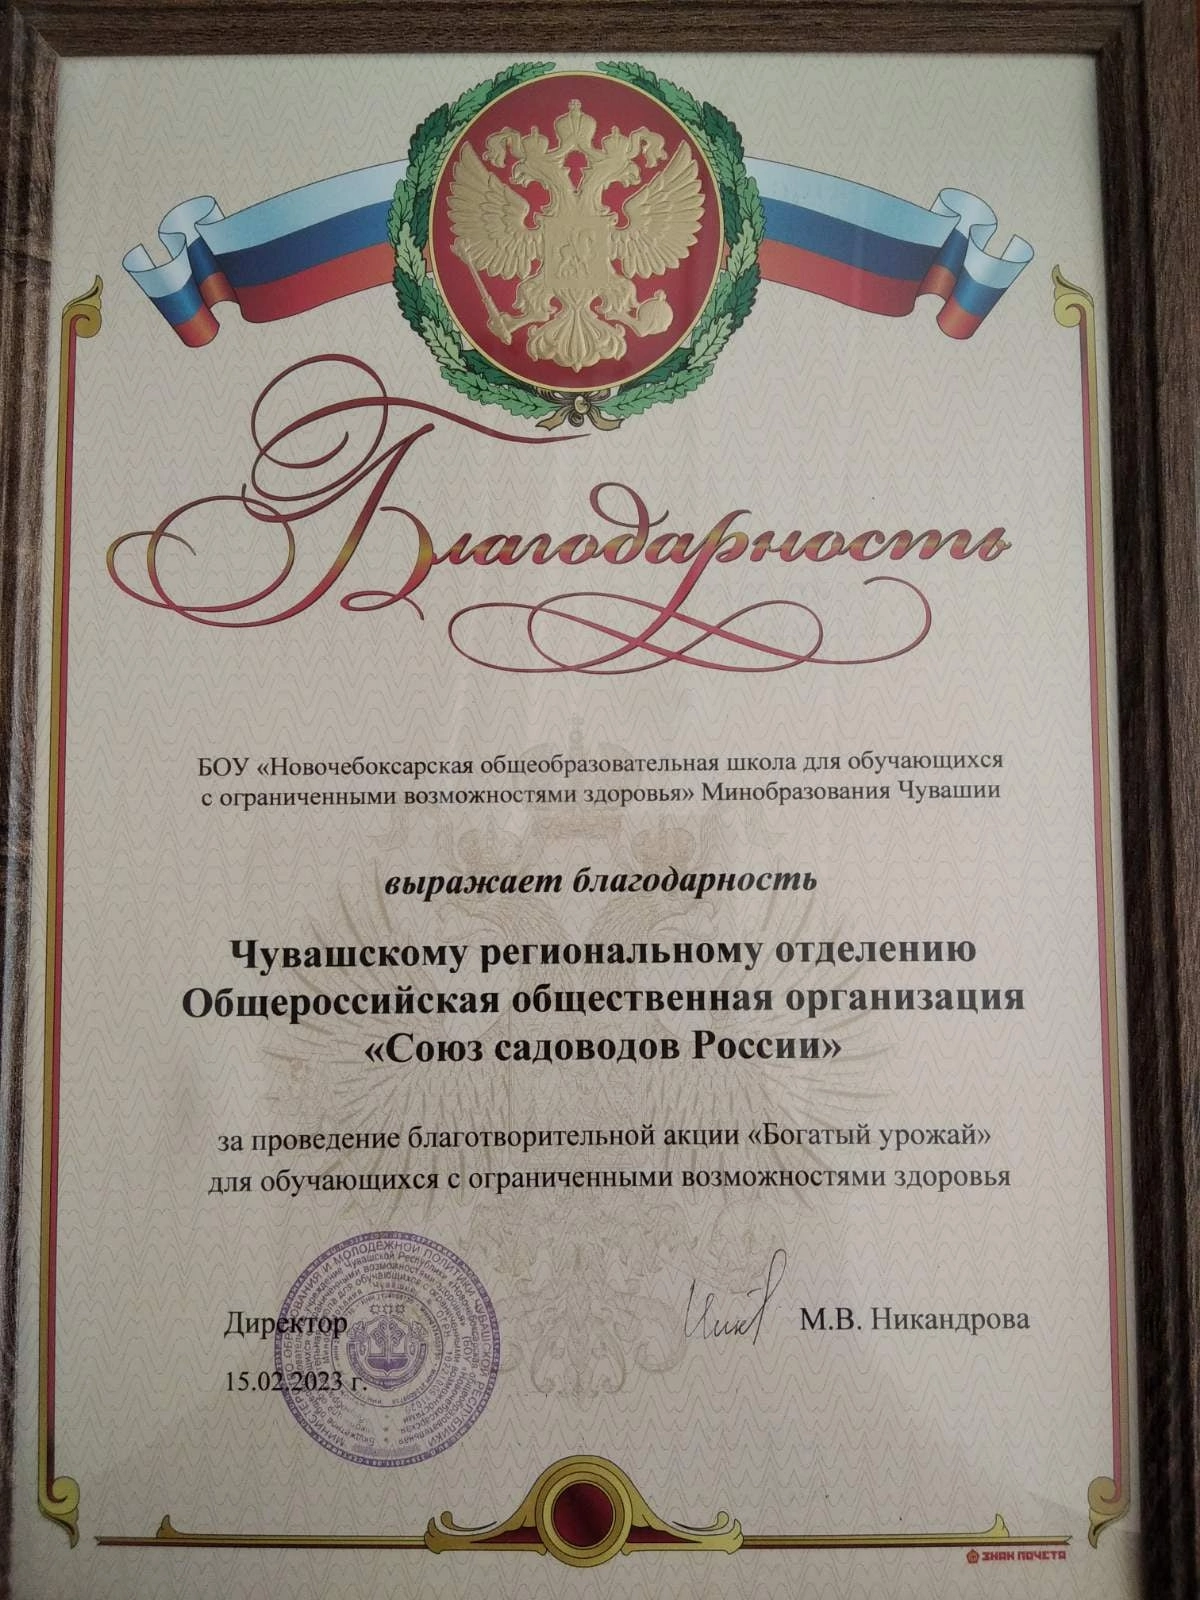 Благодарность
БОУ «Новочебоксарская общеобразовательная школа для обучающихся
с ограниченными возможностями здоровья» Минобразования Чувашии
выражает благодарность
Чувашскому региональному отделению
Общероссийская общественная организация
«Союз садоводов России»
за проведение благотворительной акции «Богатый урожай»
для обучающихся с ограниченными возможностями здоровья
Директор
М.В. Никандрова
15.02.2023 г.
ЗНАК ПОЧЕТА